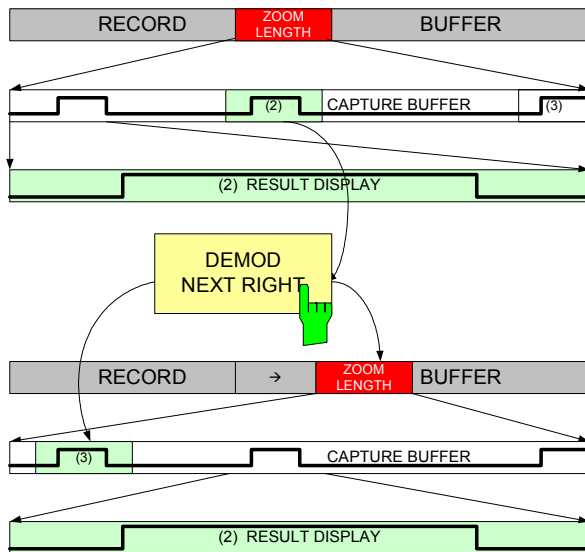 RECORD
ZOOM
LENGTH
BUFFER
(2)
CAPTURE BUFFER
(3)
(2) RESULT DISPLAY
DEMOD
NEXT RIGHT
RECORD
→
ZOOM
LENGTH
BUFFER
(3)
CAPTURE BUFFER
(2) RESULT DISPLAY